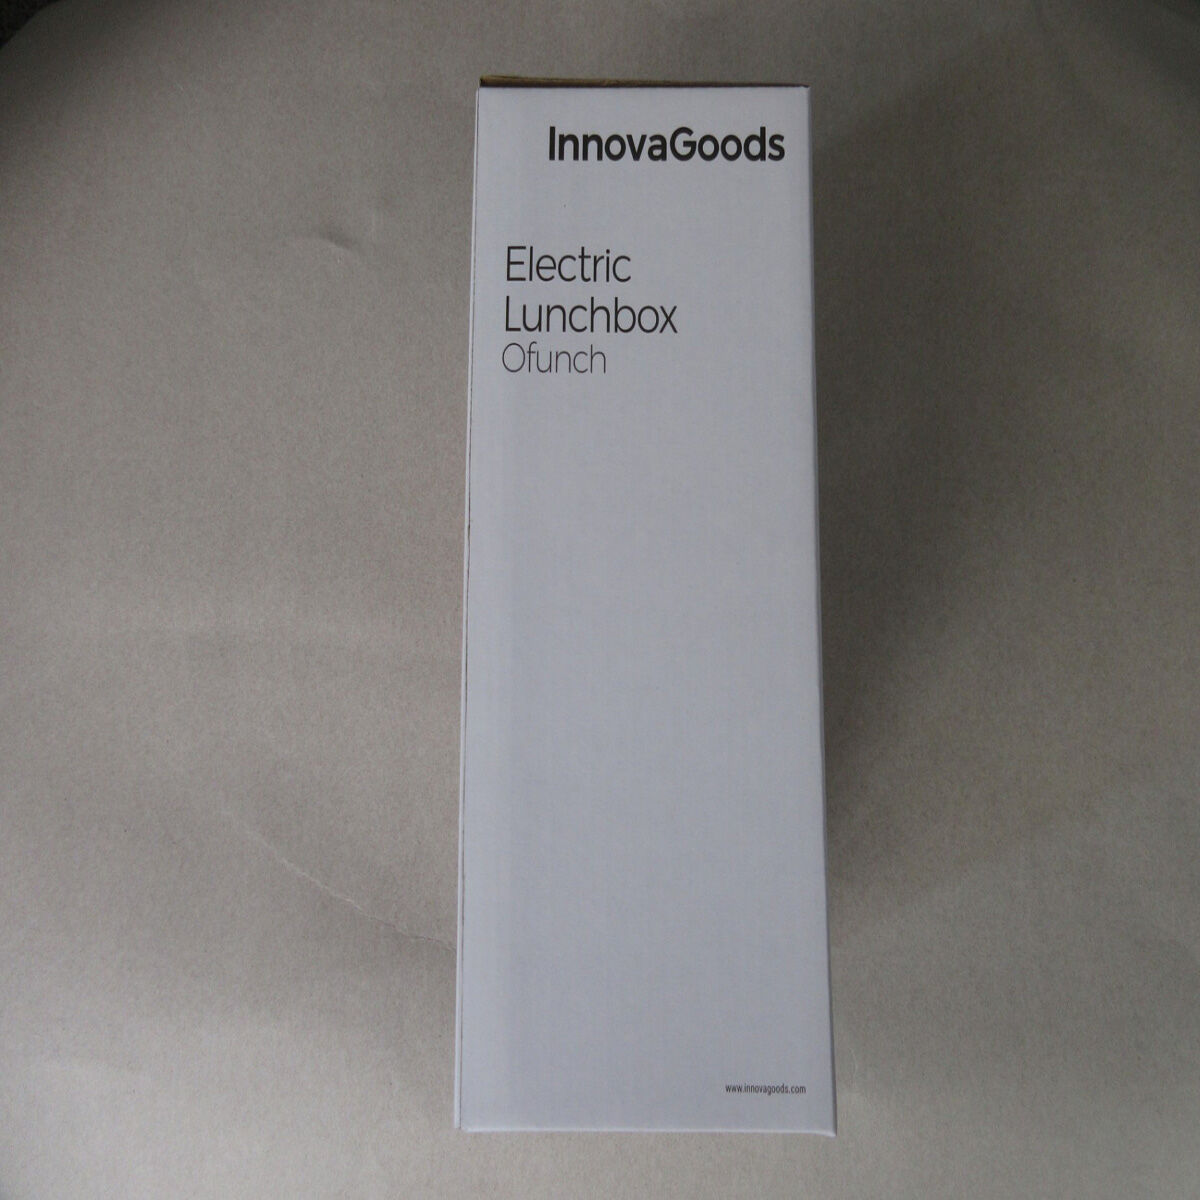 InnovaGoods
Electric
Lunchbox
Ofunch
www.innovagoods.com